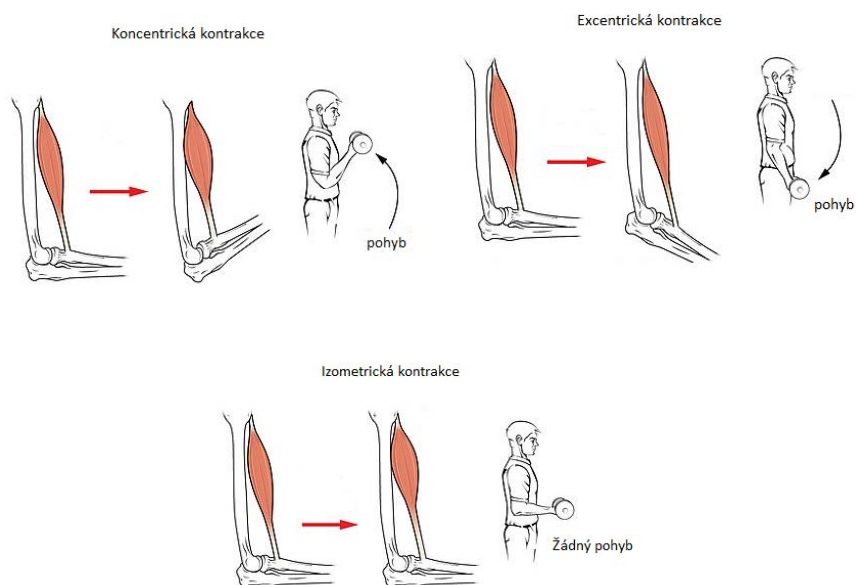 Koncentrická kontrakce
Excentrická kontrakce
pohyb
pohyb
Izometrická kontrakce
Žádný pohyb